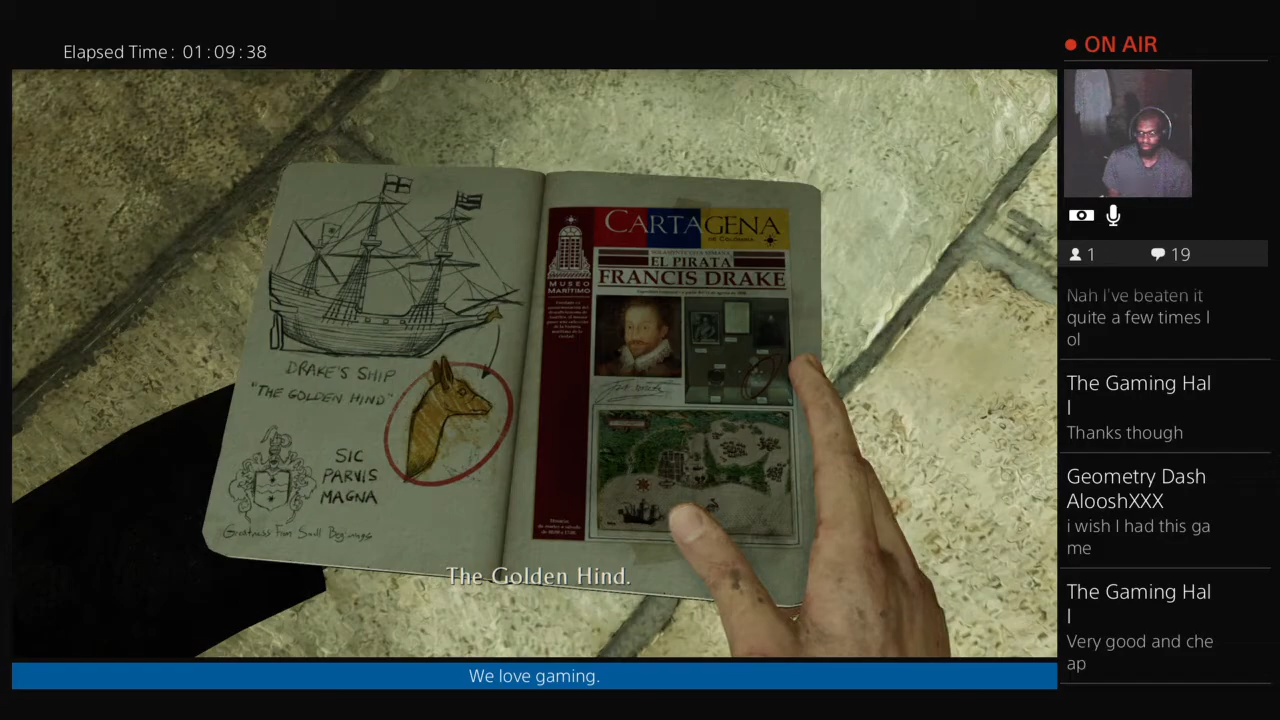 Elapsed Time: 01:09:38
ON AIR
1
19
DRAKE'S SHIP
"THE GOLDEN HIND"
SIC
PARVIS
MAGNA
Greatness From Small Beginnings
CARTAGENA
DE COLOMBIA
EL PIRATA
FRANCIS DRAKE
MUSEO
MARÍTIMO
The Golden Hind.
We love gaming.
Nah I've beaten it
quite a few times l
ol
The Gaming Hal
l
Thanks though
Geometry Dash
AlooshXXX
i wish I had this ga
me
The Gaming Hal
l
Very good and che
ap